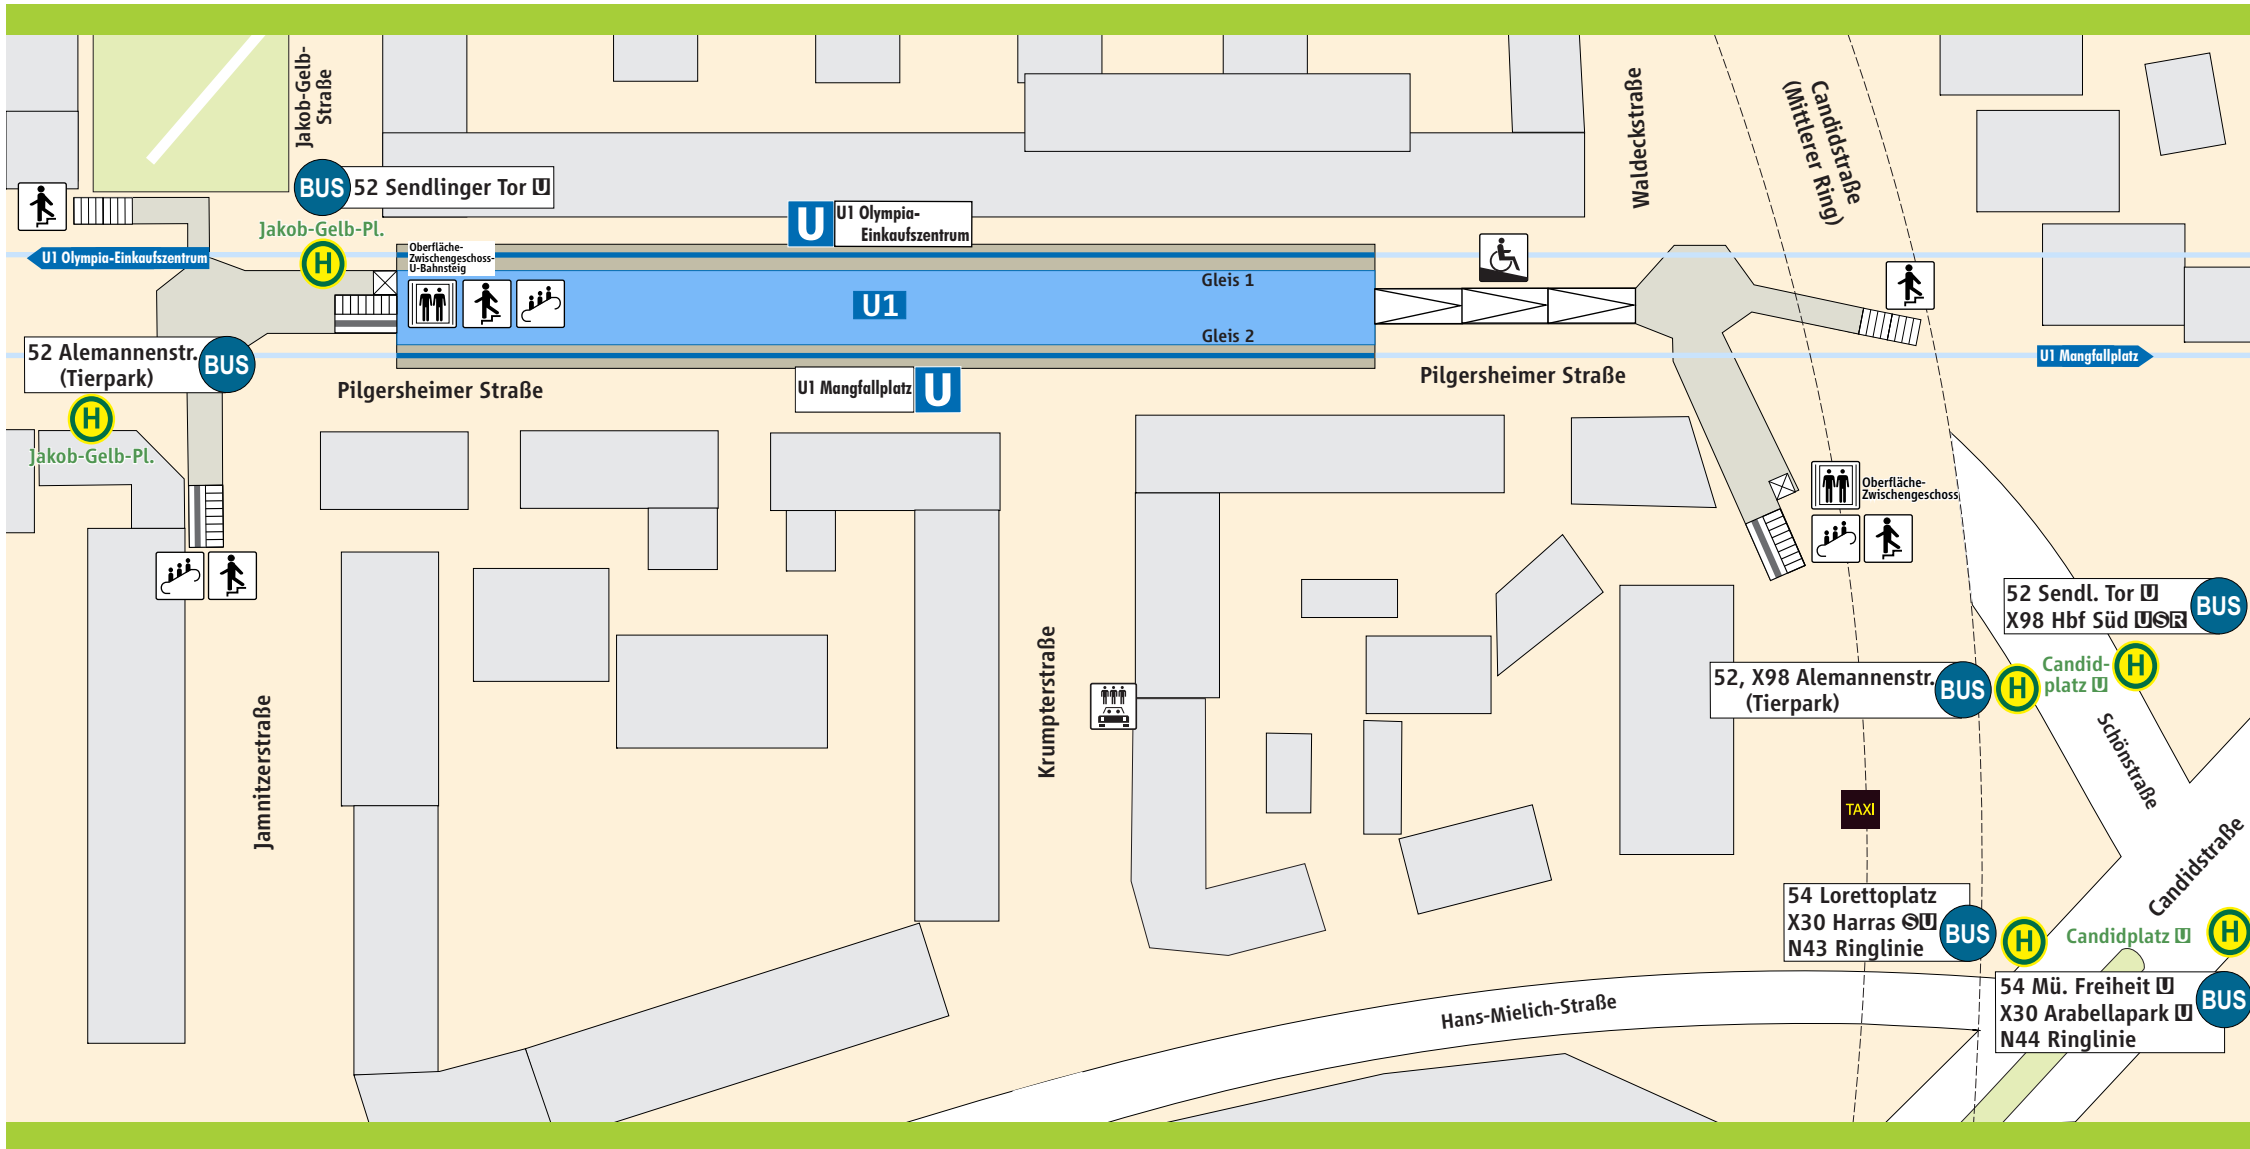 Jakob-Gelb-
Straße
BUS
52 Sendlinger Tor U
Jakob-Gelb-Pl.
H
U1 Olympia-Einkaufszentrum
Oberfläche-
Zwischengeschoss-
U-Bahnsteig
U
U1 Olympia-
Einkaufszentrum
Gleis 1
U1
Gleis 2
U1 Mangfallplatz
U
Waldeckstraße
Candidstraße
(Mittlerer Ring)
U1 Mangfallplatz
52 Alemannenstr.
(Tierpark)
BUS
H
Jakob-Gelb-Pl.
Pilgersheimer Straße
Pilgersheimer Straße
Oberfläche-
Zwischengeschoss
52 Sendl. Tor U
X98 Hbf Süd U S R
BUS
52, X98 Alemannenstr.
(Tierpark)
BUS
H
Candid-
platz U
H
Jamnitzerstraße
Krumpterstraße
Schönstraße
TAXI
Candidstraße
54 Lorettoplatz
X30 Harras S U
N43 Ringlinie
BUS
H
Candidplatz U
H
54 Mü. Freiheit U
X30 Arabellapark U
N44 Ringlinie
BUS
Hans-Mielich-Straße